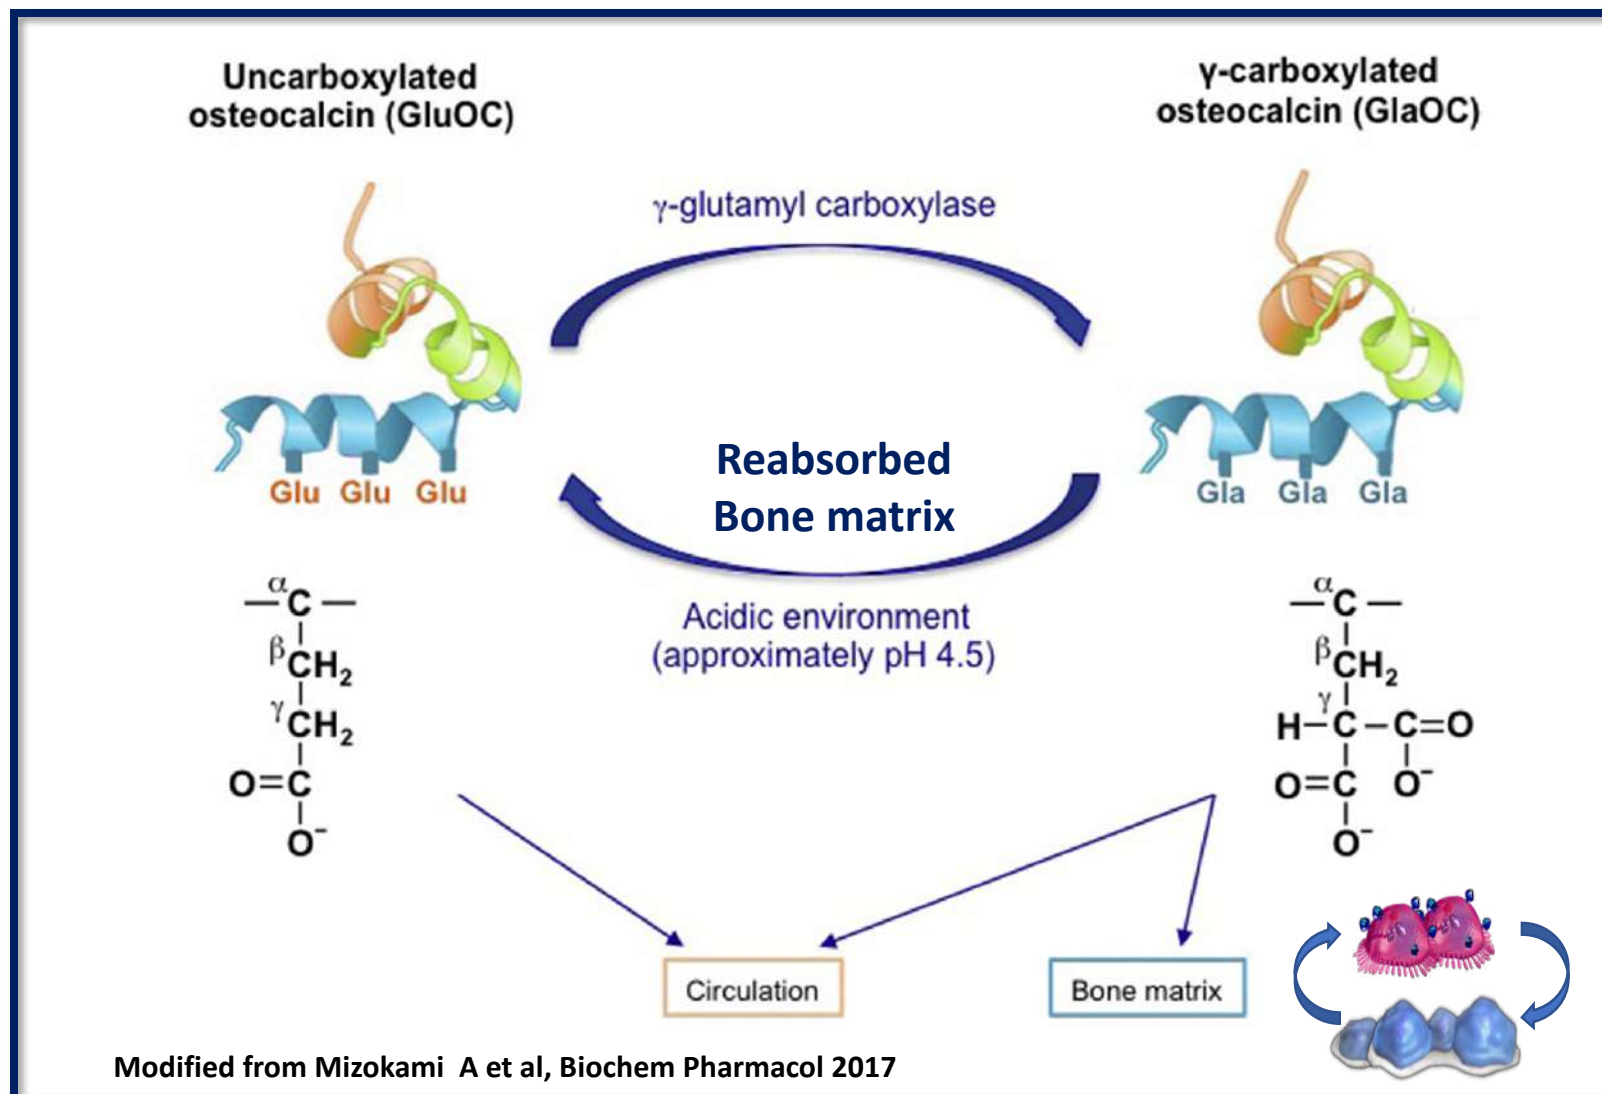 Uncarboxylated
osteocalcin (GluOC)
γ-carboxylated
osteocalcin (GlaOC)
γ-glutamyl carboxylase
Reabsorbed
Bone matrix
Glu Glu Glu
Gla Gla Gla
Acidic environment
(approximately pH 4.5)
α
—C—
β
CH₂
γ
CH₂
O=C
O⁻
α
—C—
β
CH₂
γ
H–C–C=O
O=C O⁻
O⁻
Circulation
Bone matrix
Modified from Mizokami A et al, Biochem Pharmacol 2017